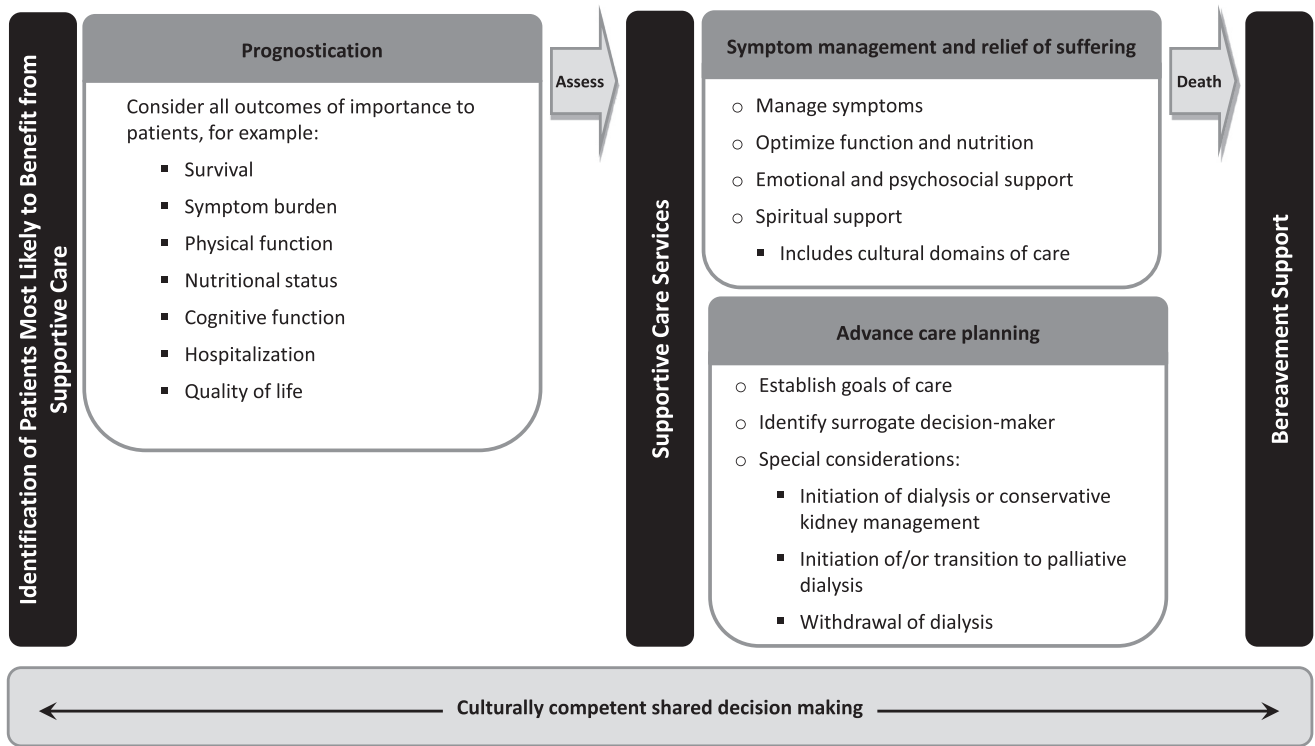 Identification of Patients Most Likely to Benefit from
Supportive Care
Prognostication
Consider all outcomes of importance to
patients, for example:
▪ Survival
▪ Symptom burden
▪ Physical function
▪ Nutritional status
▪ Cognitive function
▪ Hospitalization
▪ Quality of life
Assess
Supportive Care Services
Symptom management and relief of suffering
○ Manage symptoms
○ Optimize function and nutrition
○ Emotional and psychosocial support
○ Spiritual support
▪ Includes cultural domains of care
Advance care planning
○ Establish goals of care
○ Identify surrogate decision-maker
○ Special considerations:
▪ Initiation of dialysis or conservative
kidney management
▪ Initiation of/or transition to palliative
dialysis
▪ Withdrawal of dialysis
Death
Bereavement Support
Culturally competent shared decision making